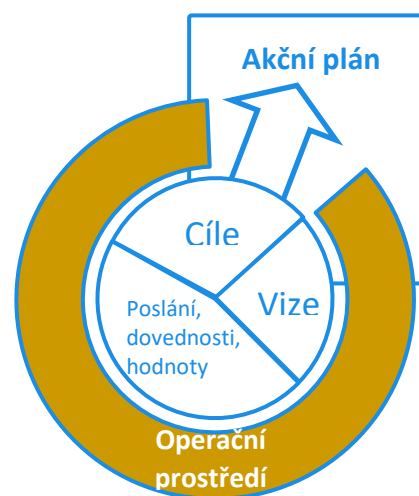 Akční plán
Cíle
Vize
Poslání,
dovednosti,
hodnoty
Operační
prostředí